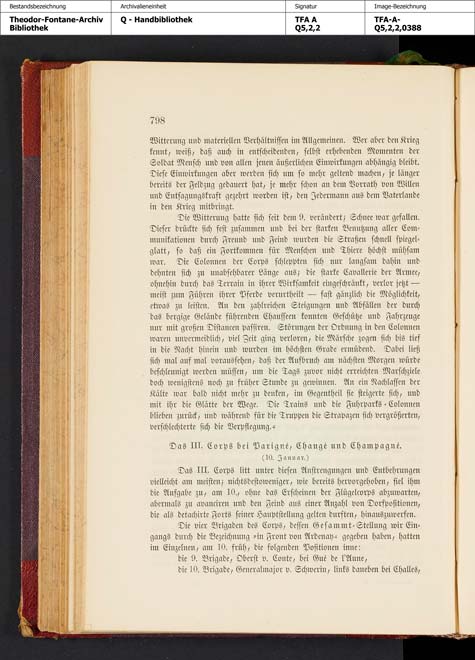 Bestandsbezeichnung
Archivalieneinheit
Signatur
Image-Bezeichnung
Theodor-Fontane-Archiv
Bibliothek
Q - Handbibliothek
TFA A
Q5,2,2
TFA-A-
Q5,2,2,0388
798
Witterung und materiellen Verhältnissen im Allgemeinen. Wer aber den Krieg
kennt, weiß, daß auch in entscheidenden, selbst erhebenden Momenten der
Soldat Mensch und von allen jenen äußerlichen Einwirkungen abhängig bleibt.
Diese Einwirkungen aber werden sich um so mehr geltend machen, je länger
bereits der Feldzug gedauert hat, je mehr schon an dem Vorrath von Willen
und Entsagungskraft gezehrt worden ist, den Jedermann aus dem Vaterlande
in den Krieg mitbringt.
Die Witterung hatte sich seit dem 9. verändert; Schnee war gefallen.
Dieser drückte sich fest zusammen und bei der starken Benutzung aller Com-
munikationen durch Freund und Feind wurden die Straßen schnell spiegel-
glatt, so daß ein Fortkommen für Menschen und Thiere höchst mühsam
war. Die Colonnen der Corps schleppten sich nur langsam dahin und
dehnten sich zu unabsehbarer Länge aus; die starke Cavallerie der Armee,
ohnehin durch das Terrain in ihrer Wirksamkeit eingeschränkt, verlor jetzt —
meist zum Führen ihrer Pferde verurtheilt — fast gänzlich die Möglichkeit,
etwas zu leisten. An den zahlreichen Steigungen und Abfällen der durch
das bergige Gelände führenden Chausseen konnten Geschütze und Fahrzeuge
nur mit großen Distancen passiren. Störungen der Ordnung in den Colonnen
waren unvermeidlich, viel Zeit ging verloren, die Märsche zogen sich bis tief
in die Nacht hinein und wurden im höchsten Grade ermüdend. Dabei ließ
sich mal auf mal voraussehen, daß der Aufbruch am nächsten Morgen würde
beschleunigt werden müssen, um die Tags zuvor nicht erreichten Marschziele
doch wenigstens noch zu früher Stunde zu gewinnen. An ein Nachlassen der
Kälte war bald nicht mehr zu denken, im Gegentheil sie steigerte sich, und
mit ihr die Glätte der Wege. Die Trains und die Fuhrparks-Colonnen
blieben zurück, und während für die Truppen die Strapazen sich vergrößerten,
verschlechterte sich die Verpflegung.«
Das III. Corps bei Parigné, Changé und Champagné.
(10. Januar.)
Das III. Corps litt unter diesen Anstrengungen und Entbehrungen
vielleicht am meisten; nichtsdestoweniger, wie bereits hervorgehoben, fiel ihm
die Aufgabe zu, am 10., ohne das Erscheinen der Flügelcorps abzuwarten,
abermals zu avanciren und den Feind aus einer Anzahl von Dorfpositionen,
die als detachirte Forts seiner Hauptstellung gelten durften, hinauszuwerfen.
Die vier Brigaden des Corps, dessen Gesammt-Stellung wir Ein-
gangs durch die Bezeichnung »in Front von Ardenay« gegeben haben, hatten
im Einzelnen, am 10. früh, die folgenden Positionen inne:
die 9. Brigade, Oberst v. Conta, bei Gué de l'Aune,
die 10. Brigade, Generalmajor v. Schwerin, links daneben bei Challes,